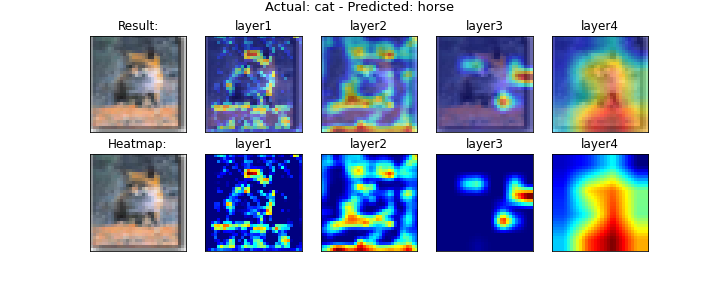 Actual: cat - Predicted: horse
Result: layer1 layer2 layer3 layer4
Heatmap: layer1 layer2 layer3 layer4